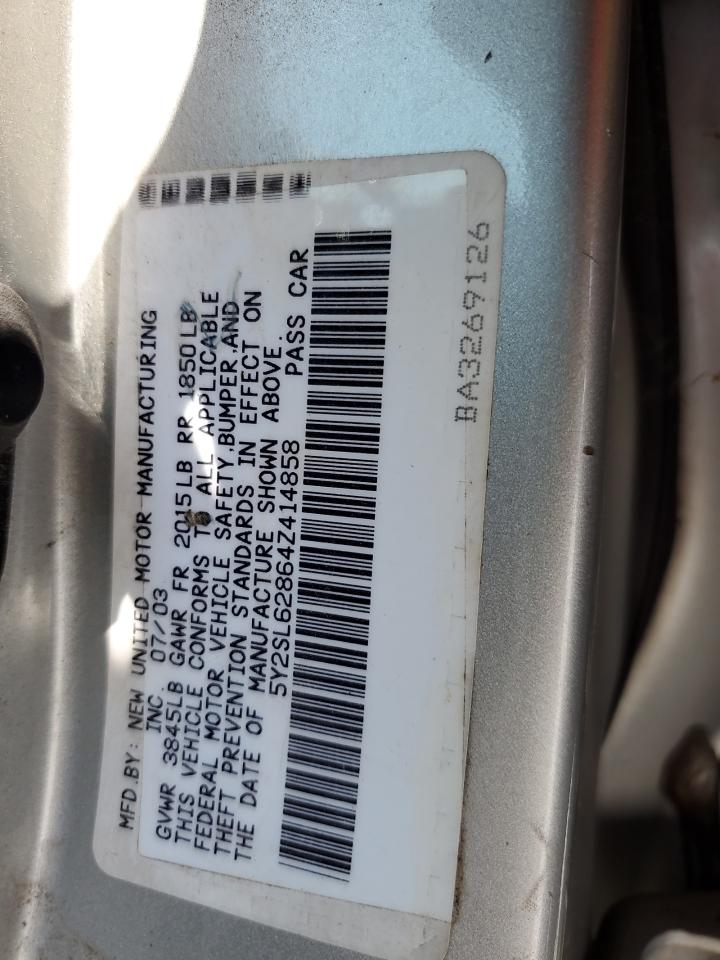 MFD.BY: NEW UNITED MOTOR MANUFACTURING
INC. 07/03
GVWR 3845LB GAWR FR 2015LB RR 1850LB
THIS VEHICLE CONFORMS TO ALL APPLICABLE
FEDERAL MOTOR VEHICLE SAFETY,BUMPER,AND
THEFT PREVENTION STANDARDS IN EFFECT ON
THE DATE OF MANUFACTURE SHOWN ABOVE.
5Y2SL62864Z414858 PASS CAR
BA3269126